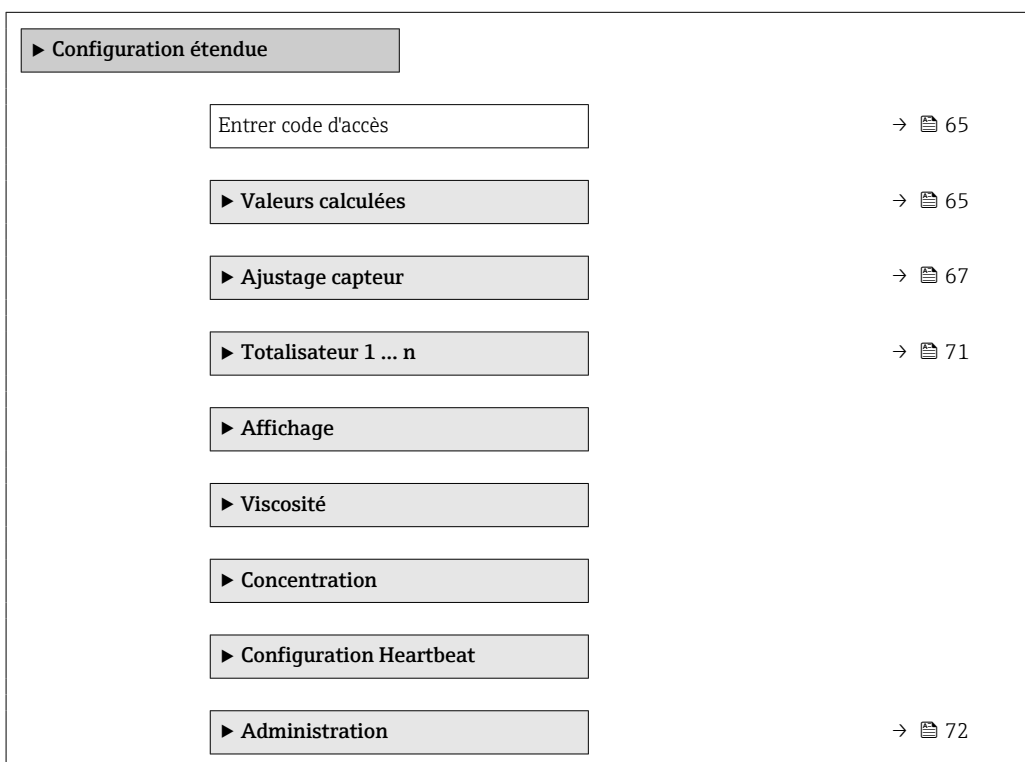 ▶ Configuration étendue
Entrer code d'accès → 🖹 65
▶ Valeurs calculées → 🖹 65
▶ Ajustage capteur → 🖹 67
▶ Totalisateur 1 ... n → 🖹 71
▶ Affichage
▶ Viscosité
▶ Concentration
▶ Configuration Heartbeat
▶ Administration → 🖹 72